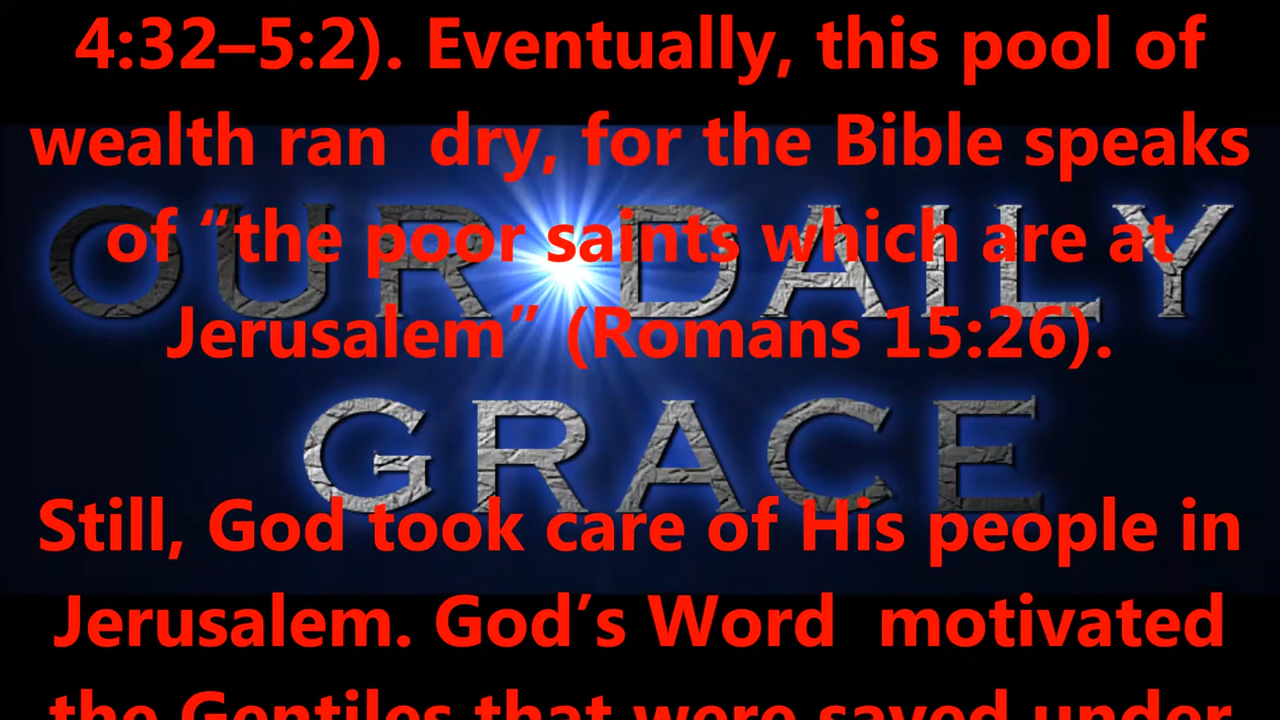 4:32–5:2). Eventually, this pool of
wealth ran  dry, for the Bible speaks
of “the poor saints which are at
Jerusalem”  (Romans 15:26).
Still, God took care of His people in
Jerusalem. God’s Word  motivated
the Gentiles that were saved under
OUR DAILY
GRACE